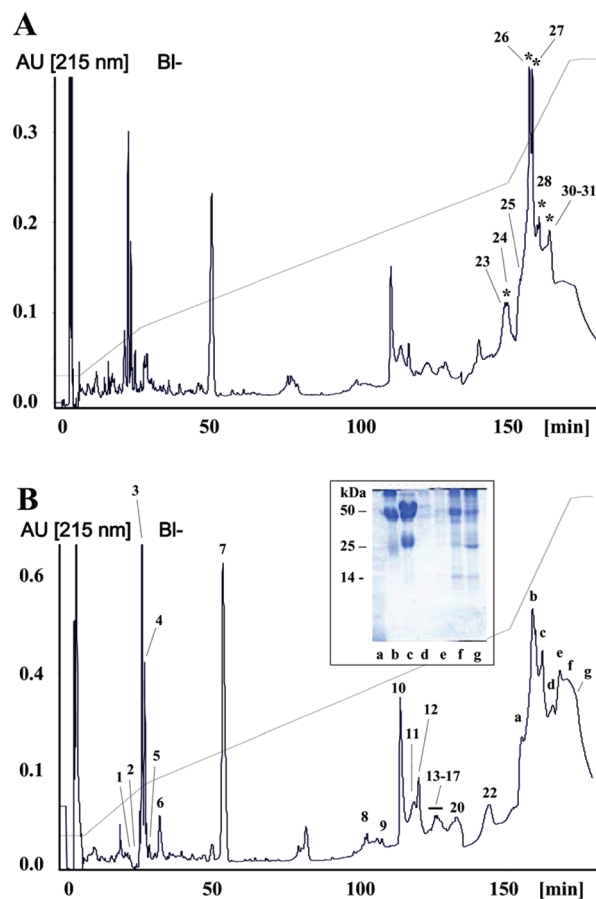 A
AU [215 nm] BI-
26 * * 27
0.3
28
* *
30-31
25
24
23
*
0.2
0.1
0.0
0 50 100 150 [min]
B
AU [215 nm] BI-
3
kDa
50 –
25 –
14 -
a b c d e f g
0.6
7
4
b
c
e
f
g
d
a
0.4
10
12
11
5
2
1
6
0.1
13-17
20
22
8
9
0.0
0 50 100 150 [min]